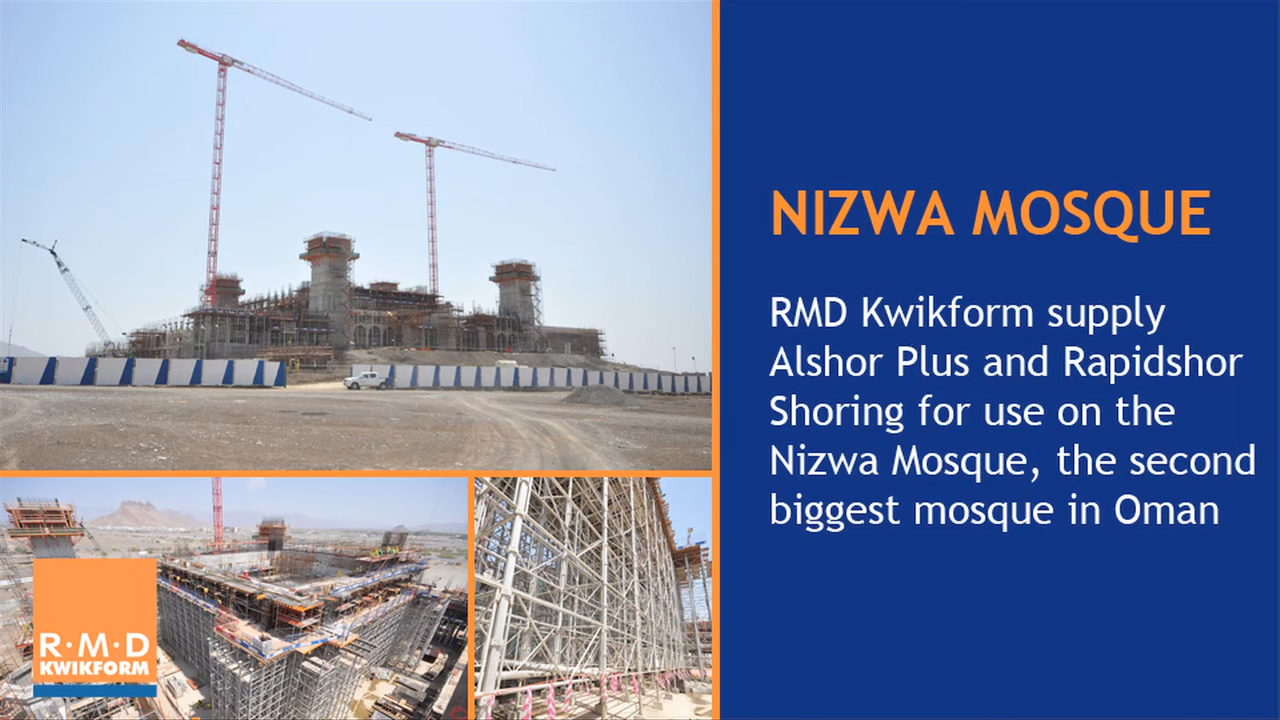 NIZWA MOSQUE
RMD Kwikform supply
Alshor Plus and Rapidshor
Shoring for use on the
Nizwa Mosque, the second
biggest mosque in Oman
R·M·D
KWIKFORM